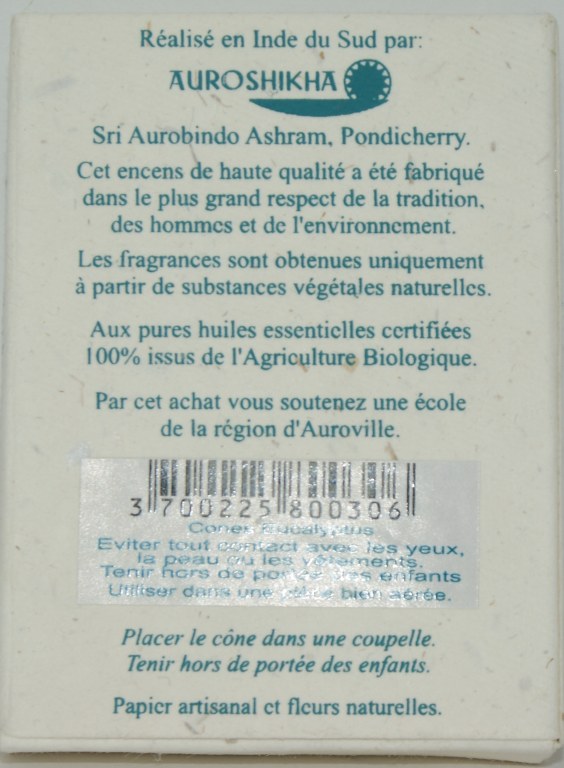 Réalisé en Inde du Sud par:
AUROSHIKHA
Sri Aurobindo Ashram, Pondicherry.
Cet encens de haute qualité a été fabriqué
dans le plus grand respect de la tradition,
des hommes et de l'environnement.
Les fragrances sont obtenues uniquement
à partir de substances végétales naturelles.
Aux pures huiles essentielles certifiées
100% issus de l'Agriculture Biologique.
Par cet achat vous soutenez une école
de la région d'Auroville.
3 700225 800306
Cones Eucalyptus
Eviter tout contact avec les yeux,
la peau ou les vêtements.
Tenir hors de portée des enfants
Utiliser dans une pièce bien aérée.
Placer le cône dans une coupelle.
Tenir hors de portée des enfants.
Papier artisanal et fleurs naturelles.